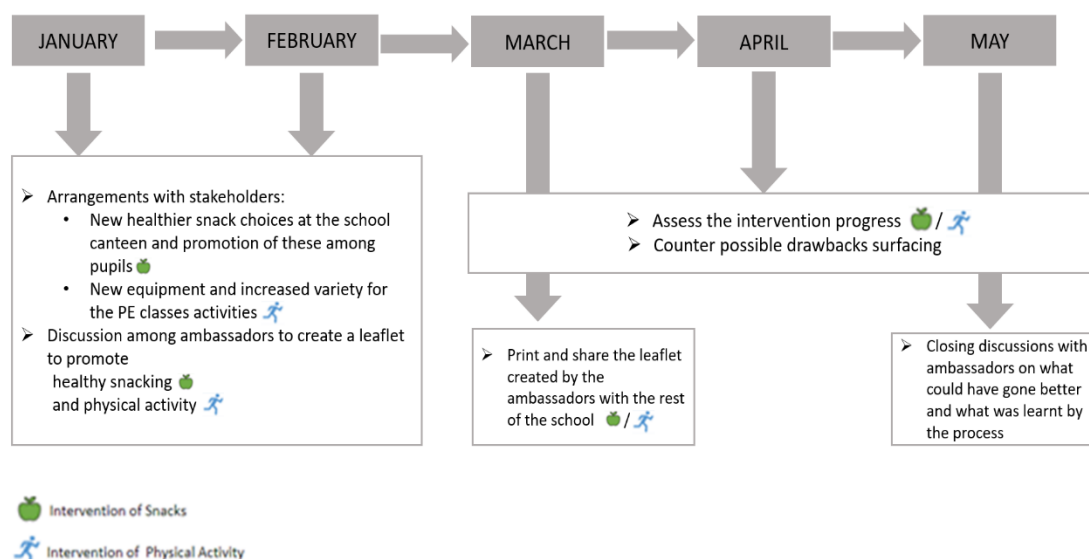 JANUARY
FEBRUARY
MARCH
APRIL
MAY
Arrangements with stakeholders:
New healthier snack choices at the school
canteen and promotion of these among
pupils
New equipment and increased variety for
the PE classes activities
Discussion among ambassadors to create a leaflet
to promote
healthy snacking
and physical activity
Assess the intervention progress /
Counter possible drawbacks surfacing
Print and share the leaflet
created by the
ambassadors with the rest
of the school /
Closing discussions with
ambassadors on what
could have gone better
and what was learnt by
the process
Intervention of Snacks
Intervention of Physical Activity